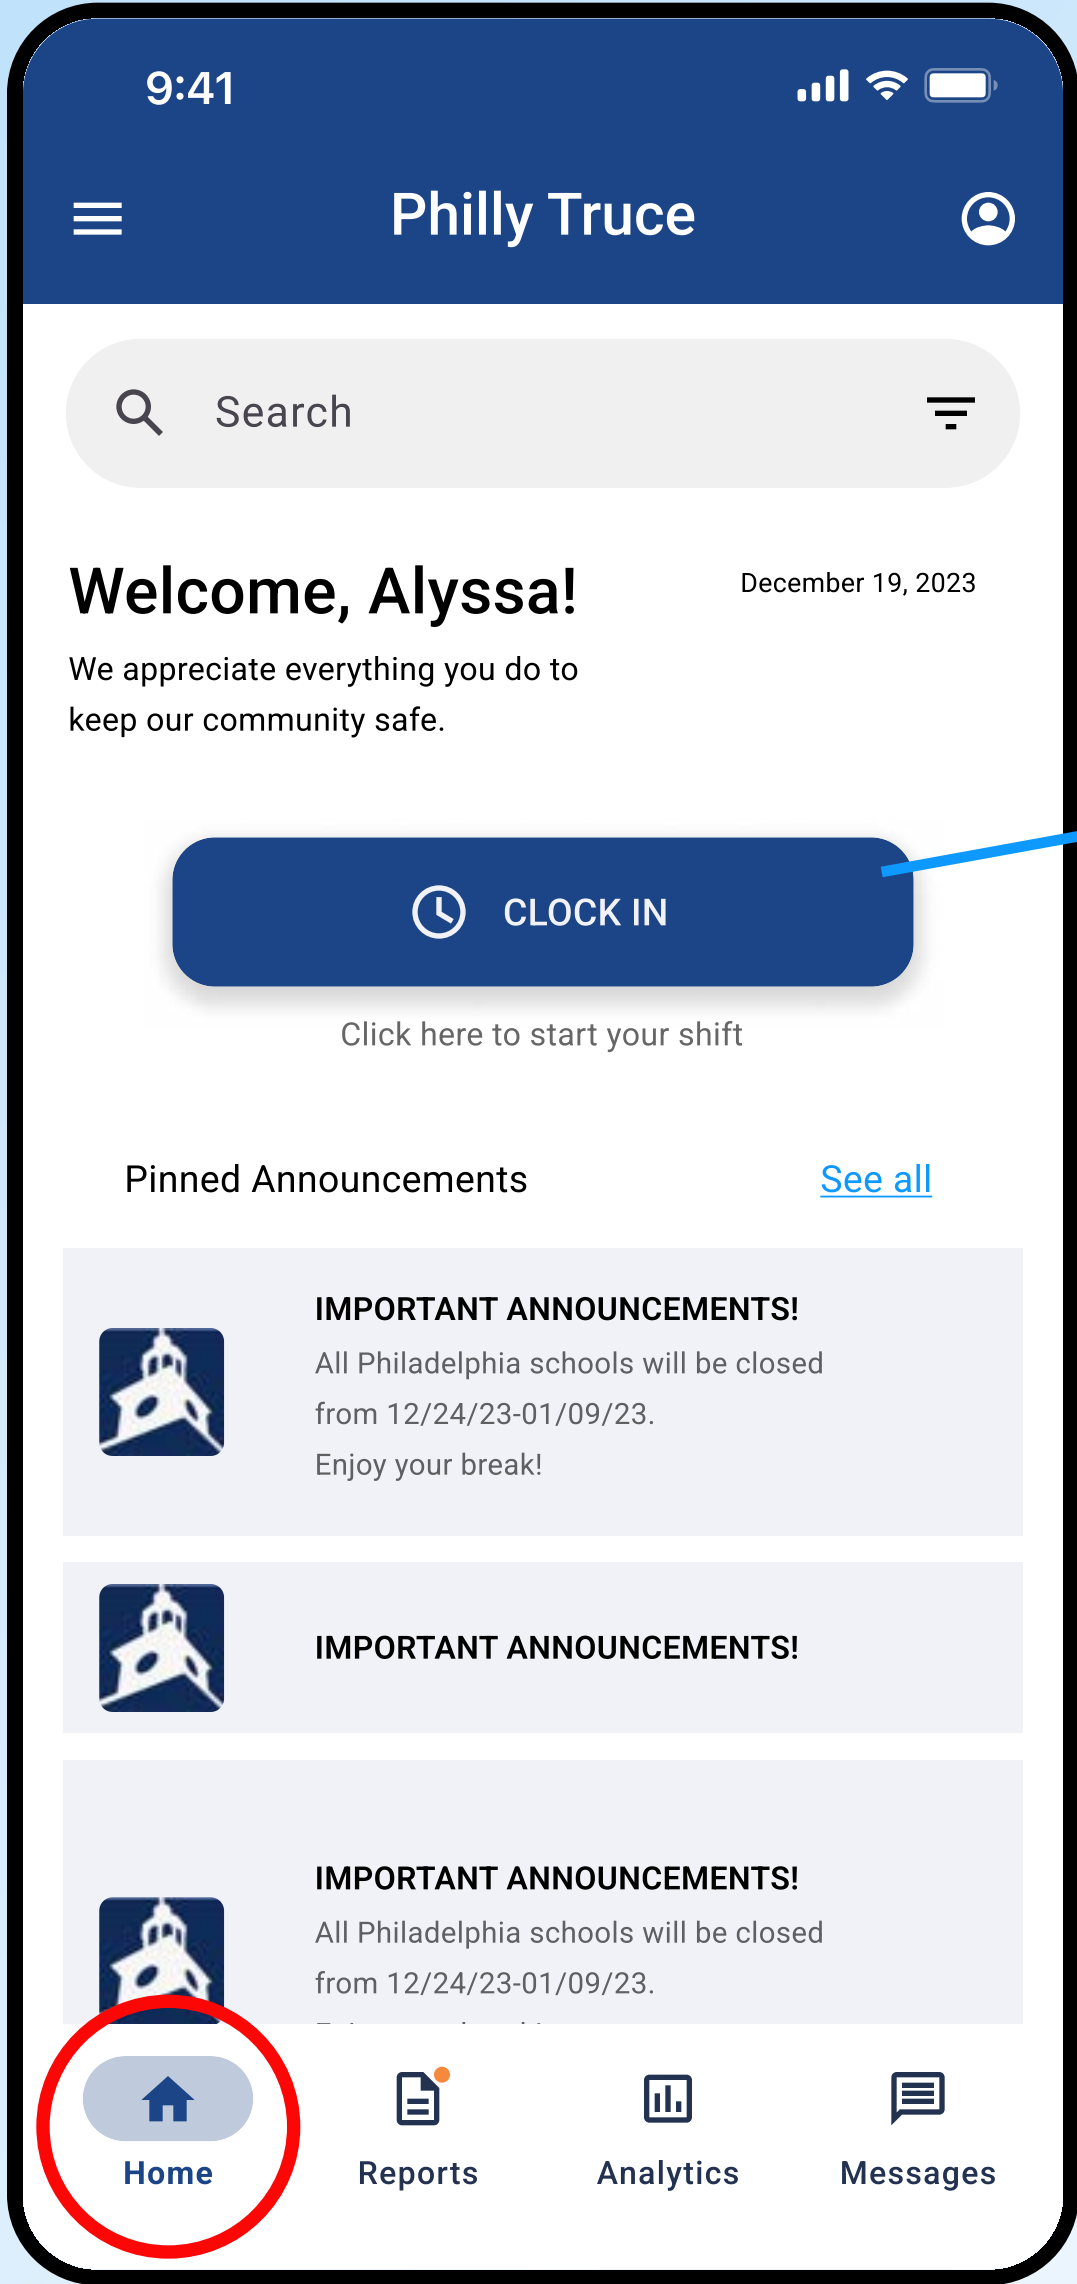 9:41
Philly Truce
Search
Welcome, Alyssa!
December 19, 2023
We appreciate everything you do to
keep our community safe.
CLOCK IN
Click here to start your shift
Pinned Announcements
See all
IMPORTANT ANNOUNCEMENTS!
All Philadelphia schools will be closed
from 12/24/23-01/09/23.
Enjoy your break!
IMPORTANT ANNOUNCEMENTS!
IMPORTANT ANNOUNCEMENTS!
All Philadelphia schools will be closed
from 12/24/23-01/09/23.
Home
Reports
Analytics
Messages